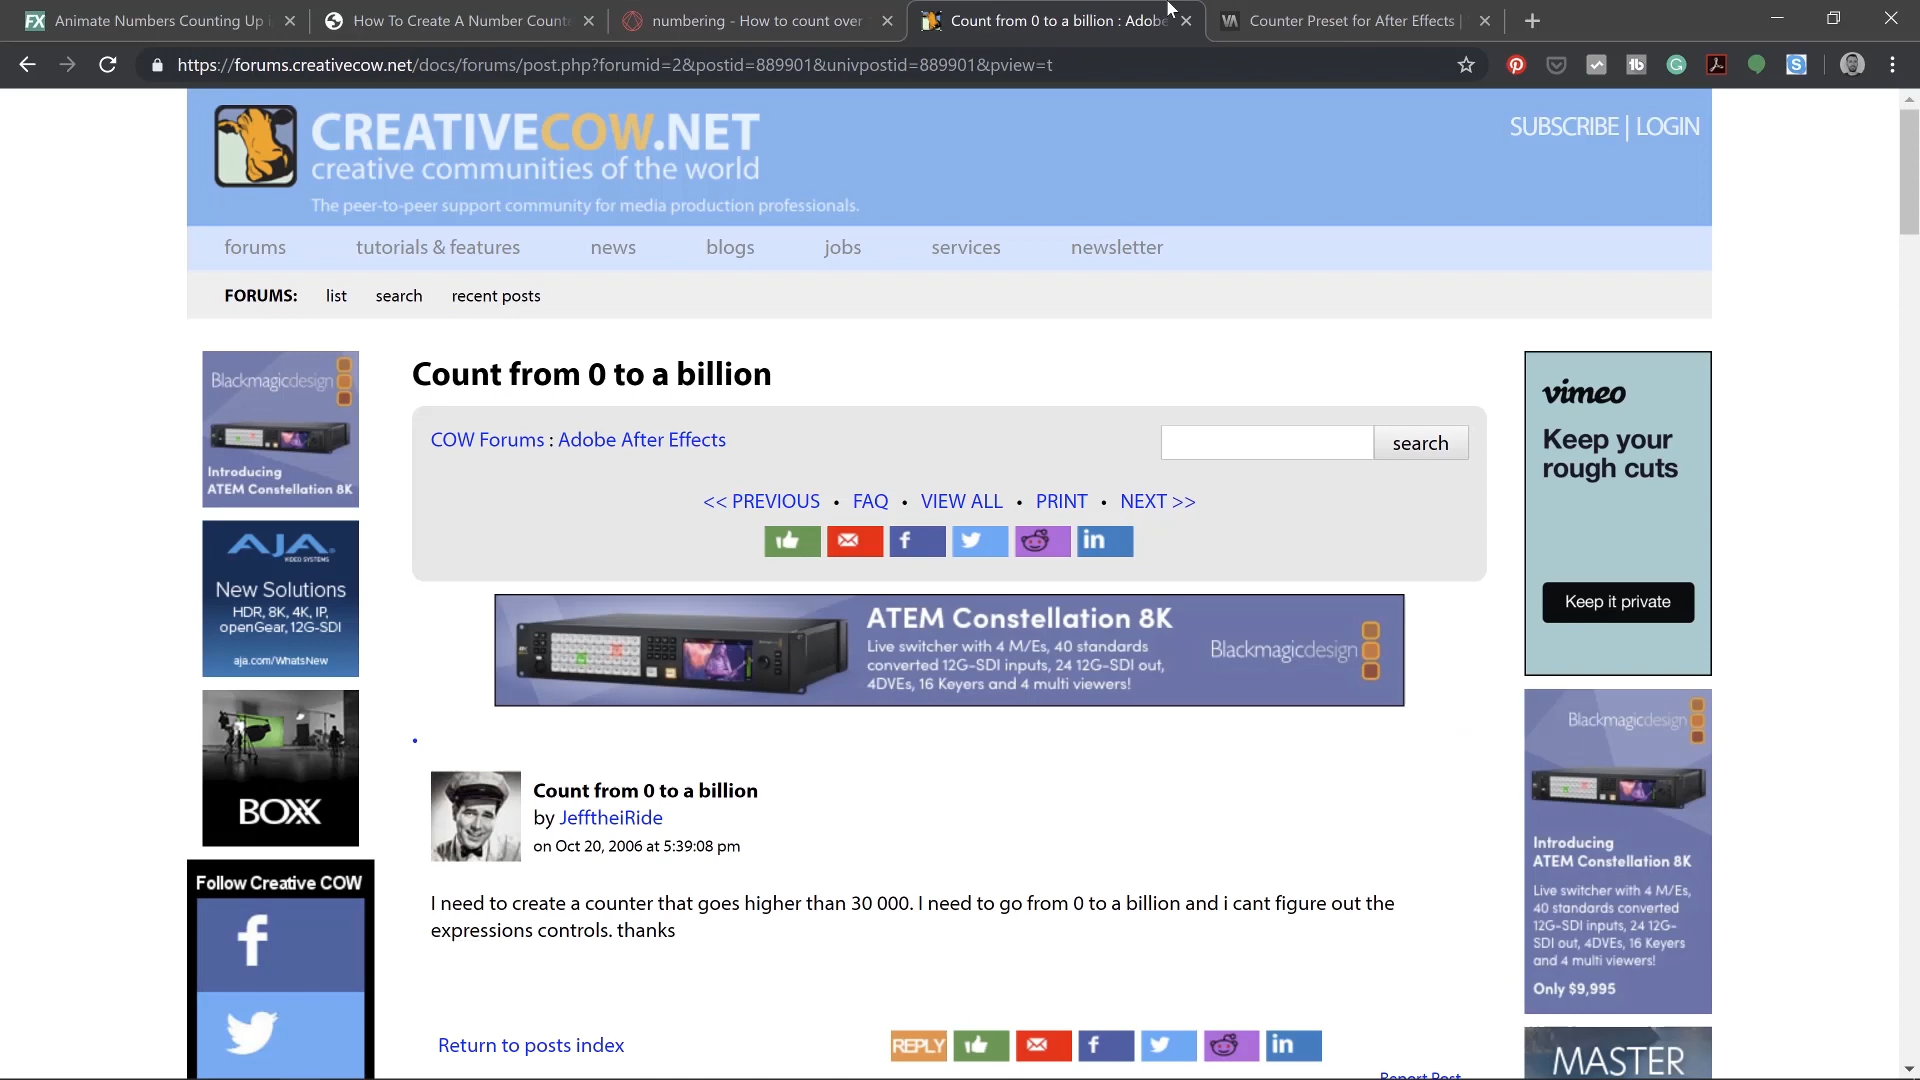 Animate Numbers Counting Up i
How To Create A Number Count
numbering - How to count over
Count from 0 to a billion : Adobe
Counter Preset for After Effects |
https://forums.creativecow.net/docs/forums/post.php?forumid=2&postid=889901&univpostid=889901&pview=t
CREATIVECOW.NET
creative communities of the world
The peer-to-peer support community for media production professionals.
SUBSCRIBE | LOGIN
forums
tutorials & features
news
blogs
jobs
services
newsletter
FORUMS:
list
search
recent posts
Blackmagicdesign
Introducing
ATEM Constellation 8K
AJA
VIDEO SYSTEMS
New Solutions
HDR, 8K, 4K, IP,
openGear, 12G-SDI
aja.com/WhatsNew
BOXX
Follow Creative COW
Count from 0 to a billion
COW Forums : Adobe After Effects
search
<< PREVIOUS • FAQ • VIEW ALL • PRINT • NEXT >>
ATEM Constellation 8K
Live switcher with 4 M/Es, 40 standards
converted 12G-SDI inputs, 24 12G-SDI out,
4DVEs, 16 Keyers and 4 multi viewers!
Blackmagicdesign
Count from 0 to a billion
by JefftheiRide
on Oct 20, 2006 at 5:39:08 pm
I need to create a counter that goes higher than 30 000. I need to go from 0 to a billion and i cant figure out the
expressions controls. thanks
Return to posts index
REPLY
Report Post
vimeo
Keep your
rough cuts
Keep it private
Blackmagicdesign
Introducing
ATEM Constellation 8K
Live switcher with 4 M/Es,
40 standards converted
12G-SDI inputs, 24 12G-
SDI out, 4DVEs, 16 Keyers
and 4 multi viewers!
Only $9,995
MASTER